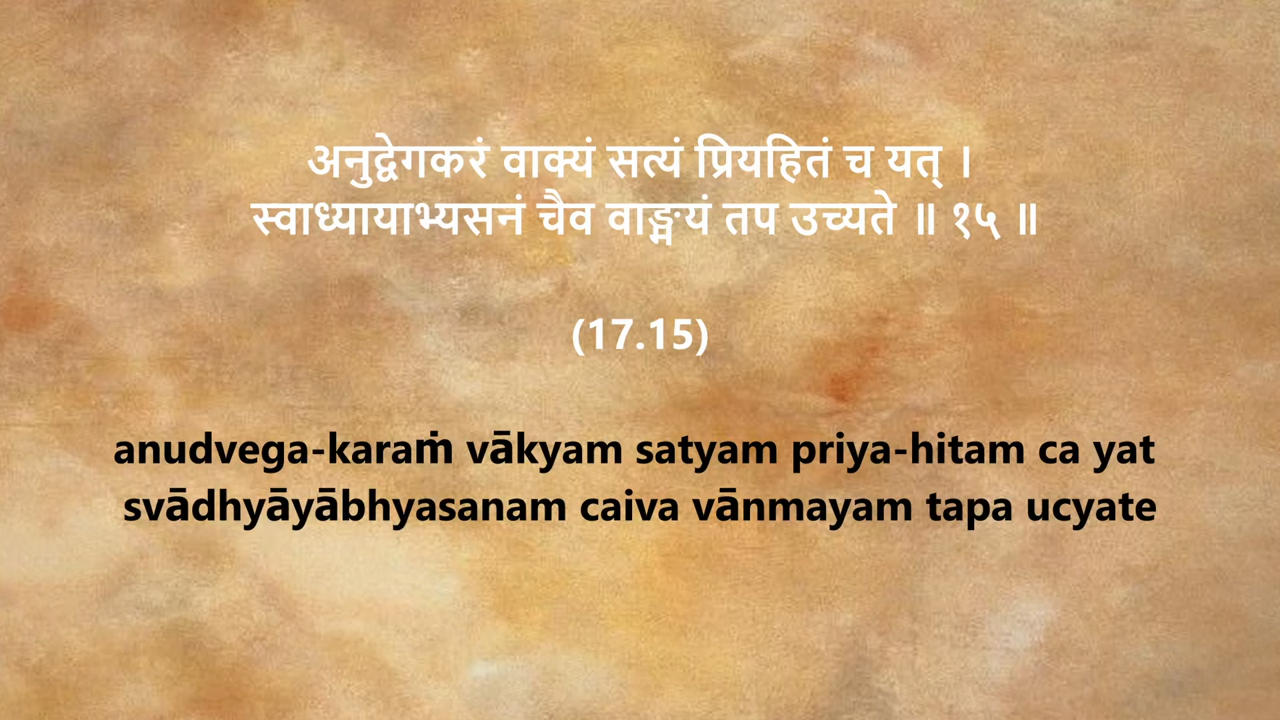 अनुद्वेगकरं वाक्यं सत्यं प्रियहितं च यत् ।
स्वाध्यायाभ्यसनं चैव वाङ्मयं तप उच्यते ॥ १५ ॥
(17.15)
anudvega-karaṁ vākyam satyam priya-hitam ca yat
svādhyāyābhyasanam caiva vānmayam tapa ucyate